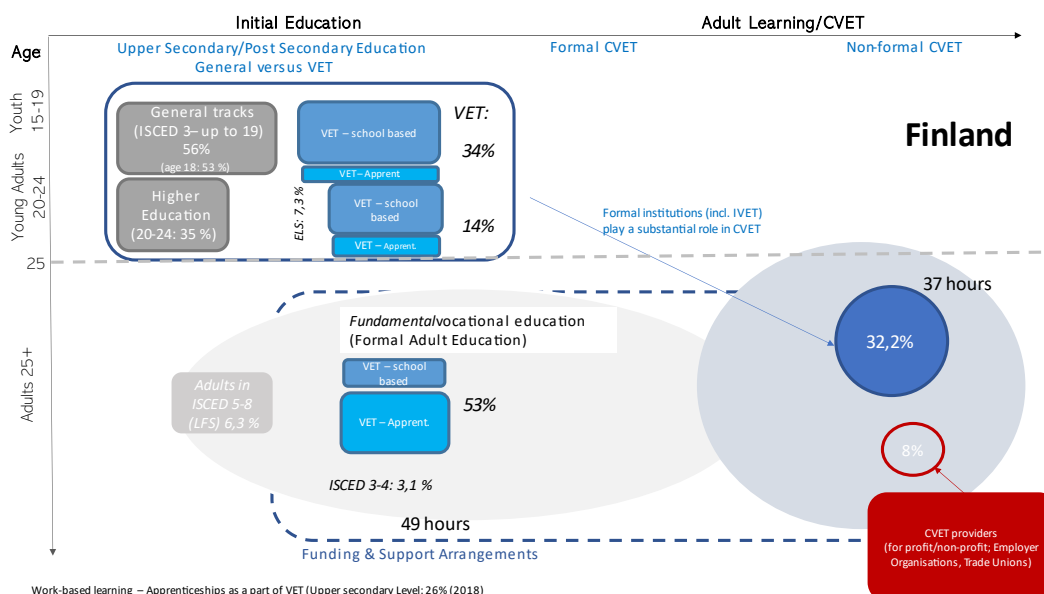 Initial Education
Adult Learning/CVET
Age
Upper Secondary/Post Secondary Education
General versus VET
Formal CVET
Non-formal CVET
Youth
15-19
General tracks
(ISCED 3–up to 19)
56%
(age 18: 53 %)
VET – school based
VET:
34%
Finland
VET– Apprent
Young Adults
20-24
Higher
Education
(20-24: 35 %)
ELS: 7,3 %
VET – school
based
14%
VET – Apprent.
Formal institutions (incl. IVET)
play a substantial role in CVET
25
37 hours
Adults 25+
Fundamentalvocational education
(Formal Adult Education)
32,2%
VET – school
based
Adults in
ISCED 5-8
(LFS) 6,3 %
VET – Apprent.
53%
8%
ISCED 3-4: 3,1 %
49 hours
CVET providers
(for profit/non-profit; Employer
Organisations, Trade Unions)
Funding & Support Arrangements
Work-based learning – Apprenticeships as a part of VET (Upper secondary Level: 26% (2018)